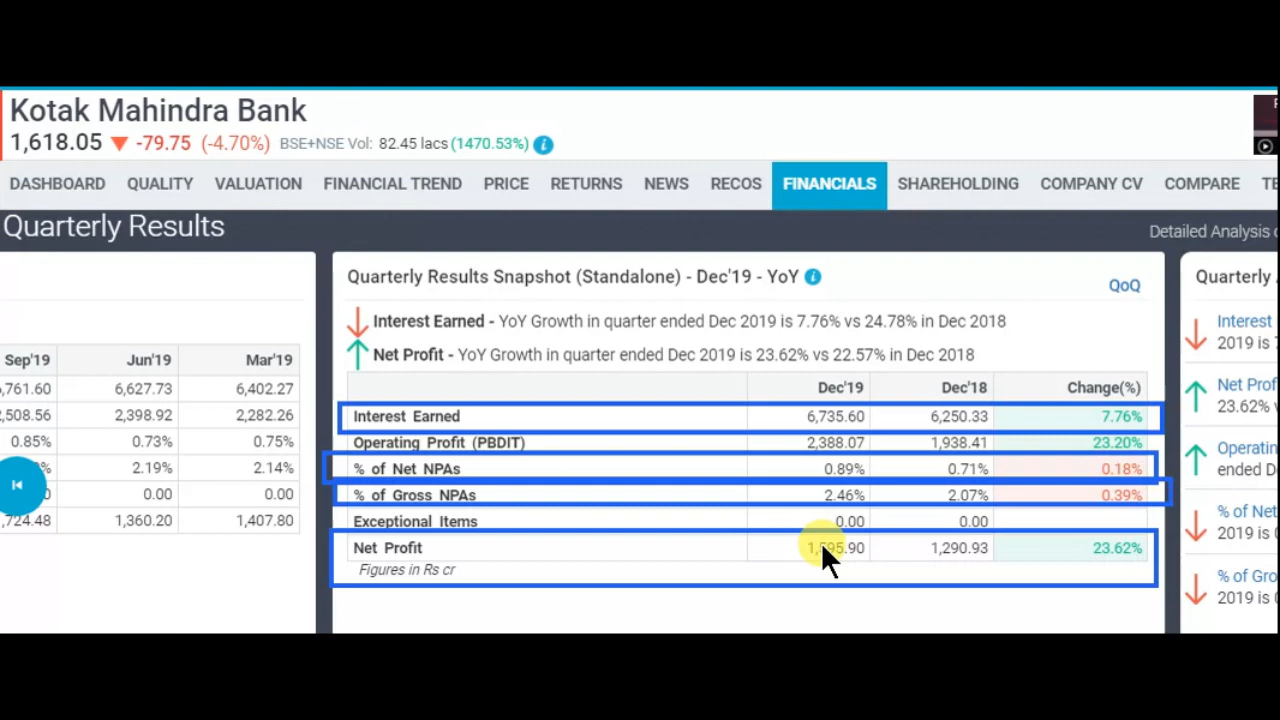 Kotak Mahindra Bank
1,618.05 -79.75 (-4.70%) BSE+NSE Vol: 82.45 lacs (1470.53%)
DASHBOARD QUALITY VALUATION FINANCIAL TREND PRICE RETURNS NEWS RECOS FINANCIALS SHAREHOLDING COMPANY CV COMPARE
Quarterly Results Detailed Analysis
Quarterly Results Snapshot (Standalone) - Dec'19 - YoY
QoQ
Quarterly
Interest Earned - YoY Growth in quarter ended Dec 2019 is 7.76% vs 24.78% in Dec 2018
Net Profit - YoY Growth in quarter ended Dec 2019 is 23.62% vs 22.57% in Dec 2018
Sep'19 Jun'19 Mar'19
6,627.73 6,402.27
2,398.92 2,282.26
0.85% 0.73% 0.75%
2.19% 2.14%
0.00 0.00
1,360.20 1,407.80
Dec'19 Dec'18 Change(%)
Interest Earned 6,735.60 6,250.33 7.76%
Operating Profit (PBDIT) 2,388.07 1,938.41 23.20%
% of Net NPAs 0.89% 0.71% 0.18%
% of Gross NPAs 2.46% 2.07% 0.39%
Exceptional Items 0.00 0.00
Net Profit 1,595.90 1,290.93 23.62%
Figures in Rs cr
Interest
2019 is
Net
23.62%
ended
% of Net
2019 is
% of
2019 is